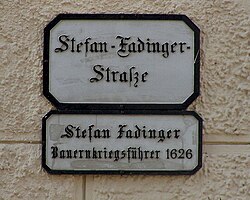 Stefan-Fadinger-
Straße
Stefan Fadinger
Bauernkriegsführer 1626